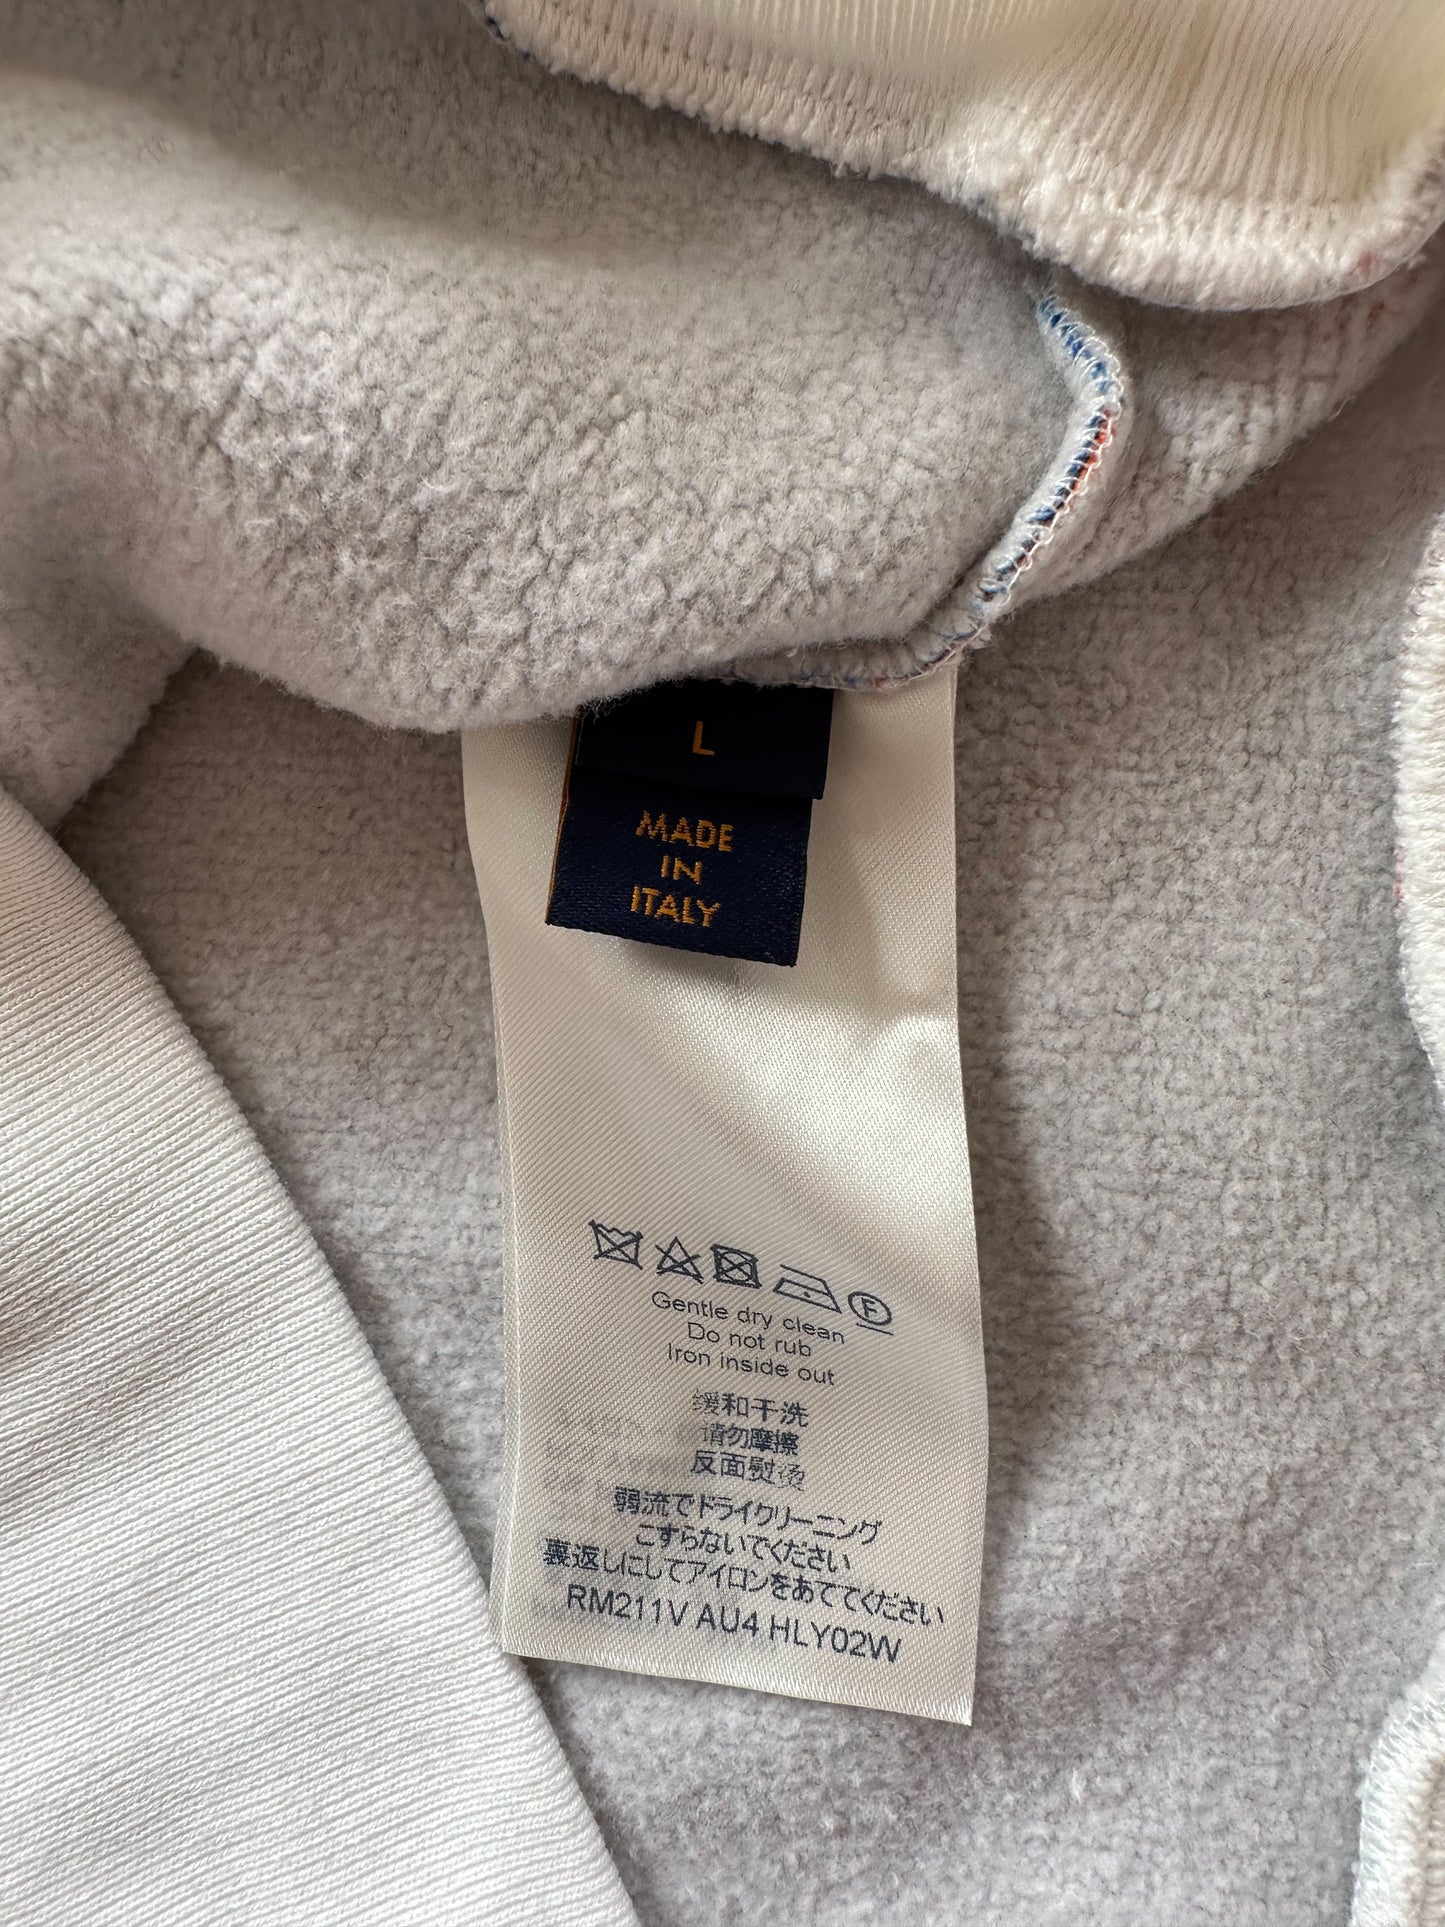 L
MADE
IN
ITALY
F
Gentle dry clean
Do not rub
Iron inside out
缓和干洗
请勿摩擦
反面熨烫
弱流でドライクリーニング
こすらないでください
裏返しにしてアイロンをあててください
RM211V AU4 HLY02W